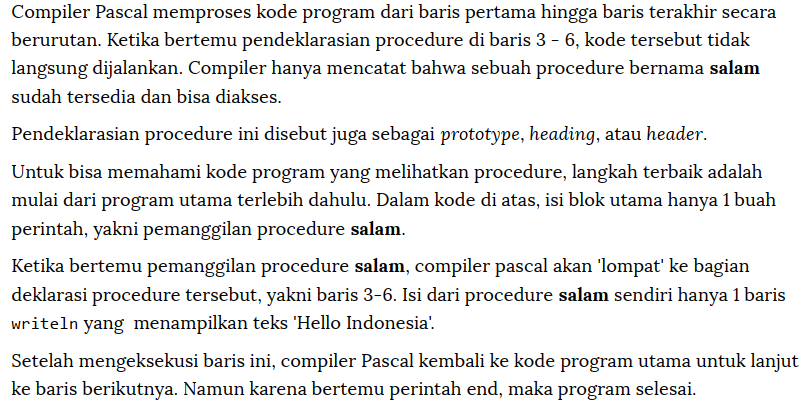 Compiler Pascal memproses kode program dari baris pertama hingga baris terakhir secara
berurutan. Ketika bertemu pendeklarasian procedure di baris 3 - 6, kode tersebut tidak
langsung dijalankan. Compiler hanya mencatat bahwa sebuah procedure bernama salam
sudah tersedia dan bisa diakses.
Pendeklarasian procedure ini disebut juga sebagai prototype, heading, atau header.
Untuk bisa memahami kode program yang melihatkan procedure, langkah terbaik adalah
mulai dari program utama terlebih dahulu. Dalam kode di atas, isi blok utama hanya 1 buah
perintah, yakni pemanggilan procedure salam.
Ketika bertemu pemanggilan procedure salam, compiler pascal akan 'lompat' ke bagian
deklarasi procedure tersebut, yakni baris 3-6. Isi dari procedure salam sendiri hanya 1 baris
writeln yang menampilkan teks 'Hello Indonesia'.
Setelah mengeksekusi baris ini, compiler Pascal kembali ke kode program utama untuk lanjut
ke baris berikutnya. Namun karena bertemu perintah end, maka program selesai.